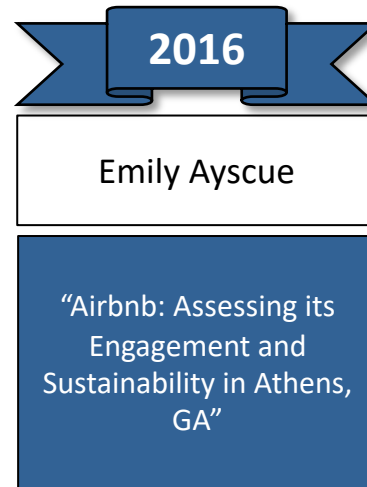 2016
Emily Ayscue
“Airbnb: Assessing its
Engagement and
Sustainability in Athens,
GA”